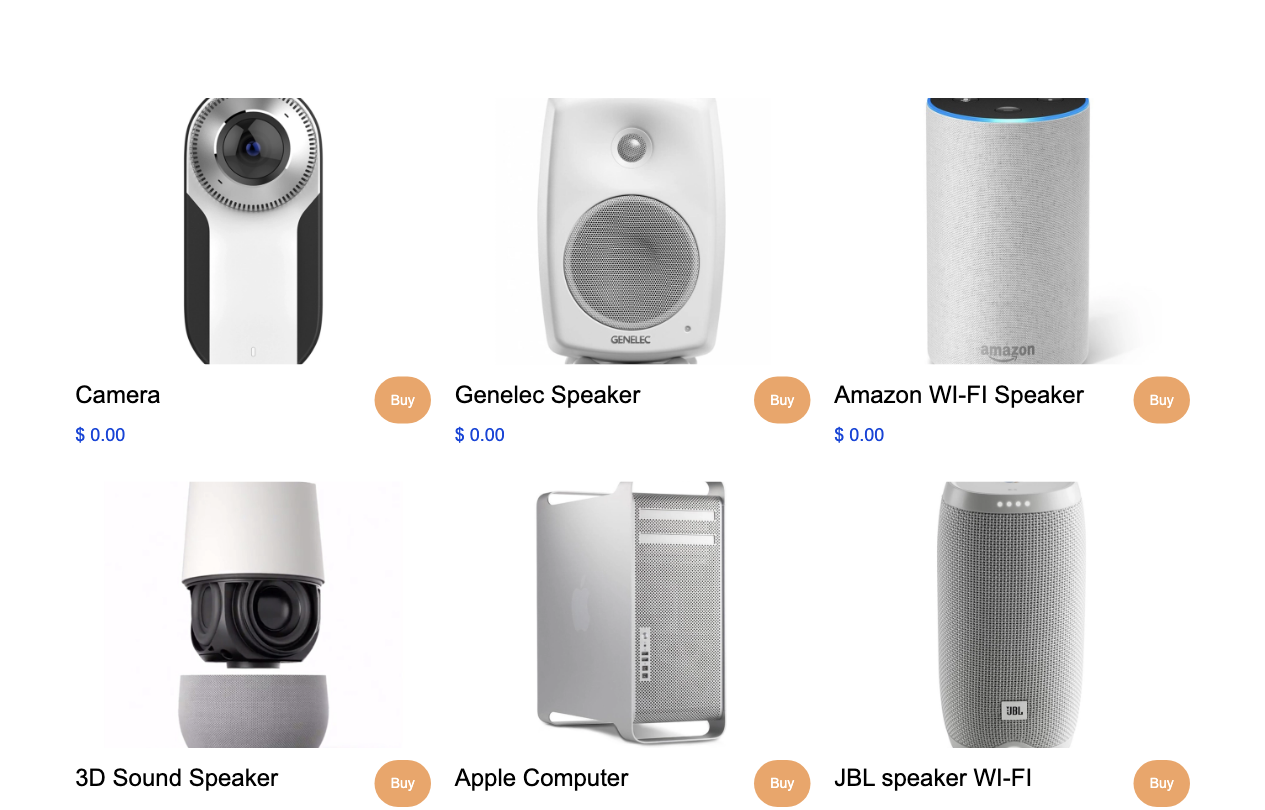 GENELEC
amazon
Camera
Buy
Genelec Speaker
Buy
Amazon WI-FI Speaker
Buy
$ 0.00
$ 0.00
$ 0.00
JBL
3D Sound Speaker
Buy
Apple Computer
Buy
JBL speaker WI-FI
Buy